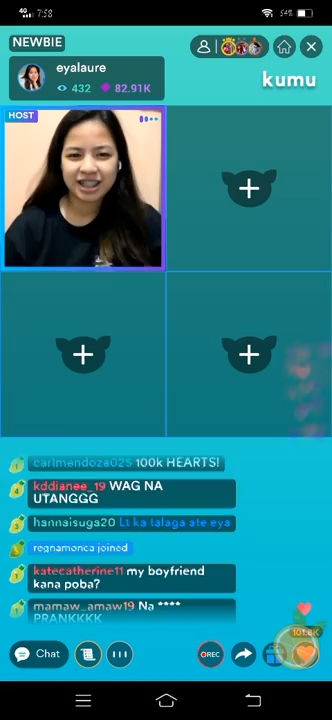 4G 7:58 54%
NEWBIE
eyalaure
432 82.91K
kumu
HOST
carlmendoza025 100k HEARTS!
kddianee_19 WAG NA
UTANGGG
hannaisuga20 Lt ka talaga ate eya
regnamonca joined
katecatherine11 my boyfriend
kana poba?
mamaw_amaw19 Na ****
PRANKKKK
101.8K
Chat
REC